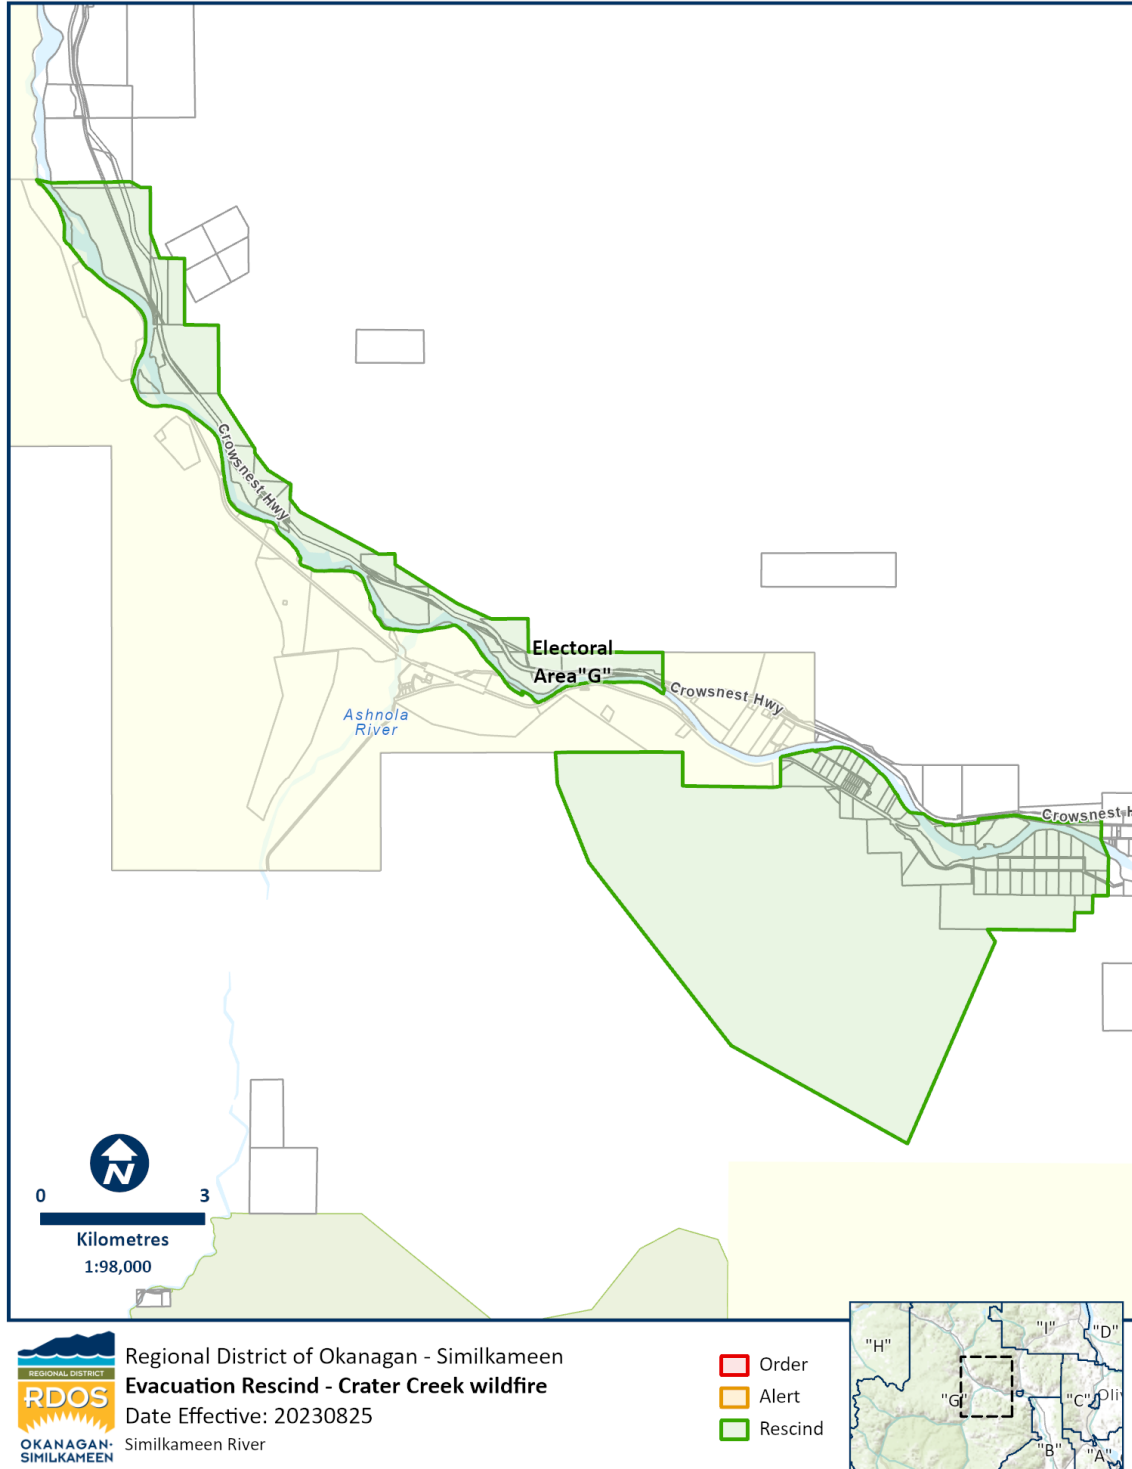 Crowsnest Hwy
Electoral
Area"G"
Crowsnest Hwy
Ashnola
River
Crowsnest H
N
0 3
Kilometres
1:98,000
REGIONAL DISTRICT
RDOS
OKANAGAN-
SIMILKAMEEN
Regional District of Okanagan - Similkameen
Evacuation Rescind - Crater Creek wildfire
Date Effective: 20230825
Similkameen River
Order
Alert
Rescind
"H"
"I"
"D"
"G"
"C"
Oli
"B"
"A"